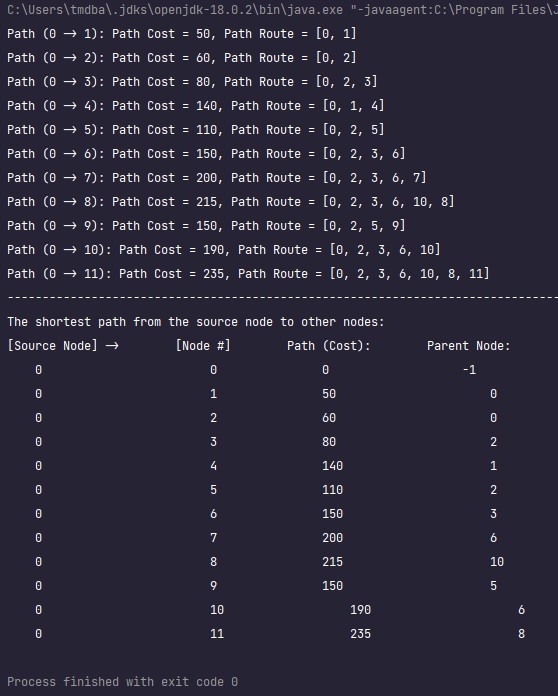 C:\Users\tmdba\.jdks\openjdk-18.0.2\bin\java.exe "-javaagent:C:\Program Files\J
Path (0 -> 1): Path Cost = 50, Path Route = [0, 1]
Path (0 -> 2): Path Cost = 60, Path Route = [0, 2]
Path (0 -> 3): Path Cost = 80, Path Route = [0, 2, 3]
Path (0 -> 4): Path Cost = 140, Path Route = [0, 1, 4]
Path (0 -> 5): Path Cost = 110, Path Route = [0, 2, 5]
Path (0 -> 6): Path Cost = 150, Path Route = [0, 2, 3, 6]
Path (0 -> 7): Path Cost = 200, Path Route = [0, 2, 3, 6, 7]
Path (0 -> 8): Path Cost = 215, Path Route = [0, 2, 3, 6, 10, 8]
Path (0 -> 9): Path Cost = 150, Path Route = [0, 2, 5, 9]
Path (0 -> 10): Path Cost = 190, Path Route = [0, 2, 3, 6, 10]
Path (0 -> 11): Path Cost = 235, Path Route = [0, 2, 3, 6, 10, 8, 11]
-------------------------------------------------------------------------------
The shortest path from the source node to other nodes:
[Source Node] -> [Node #] Path (Cost): Parent Node:
0 0 0 -1
0 1 50 0
0 2 60 0
0 3 80 2
0 4 140 1
0 5 110 2
0 6 150 3
0 7 200 6
0 8 215 10
0 9 150 5
0 10 190 6
0 11 235 8
Process finished with exit code 0